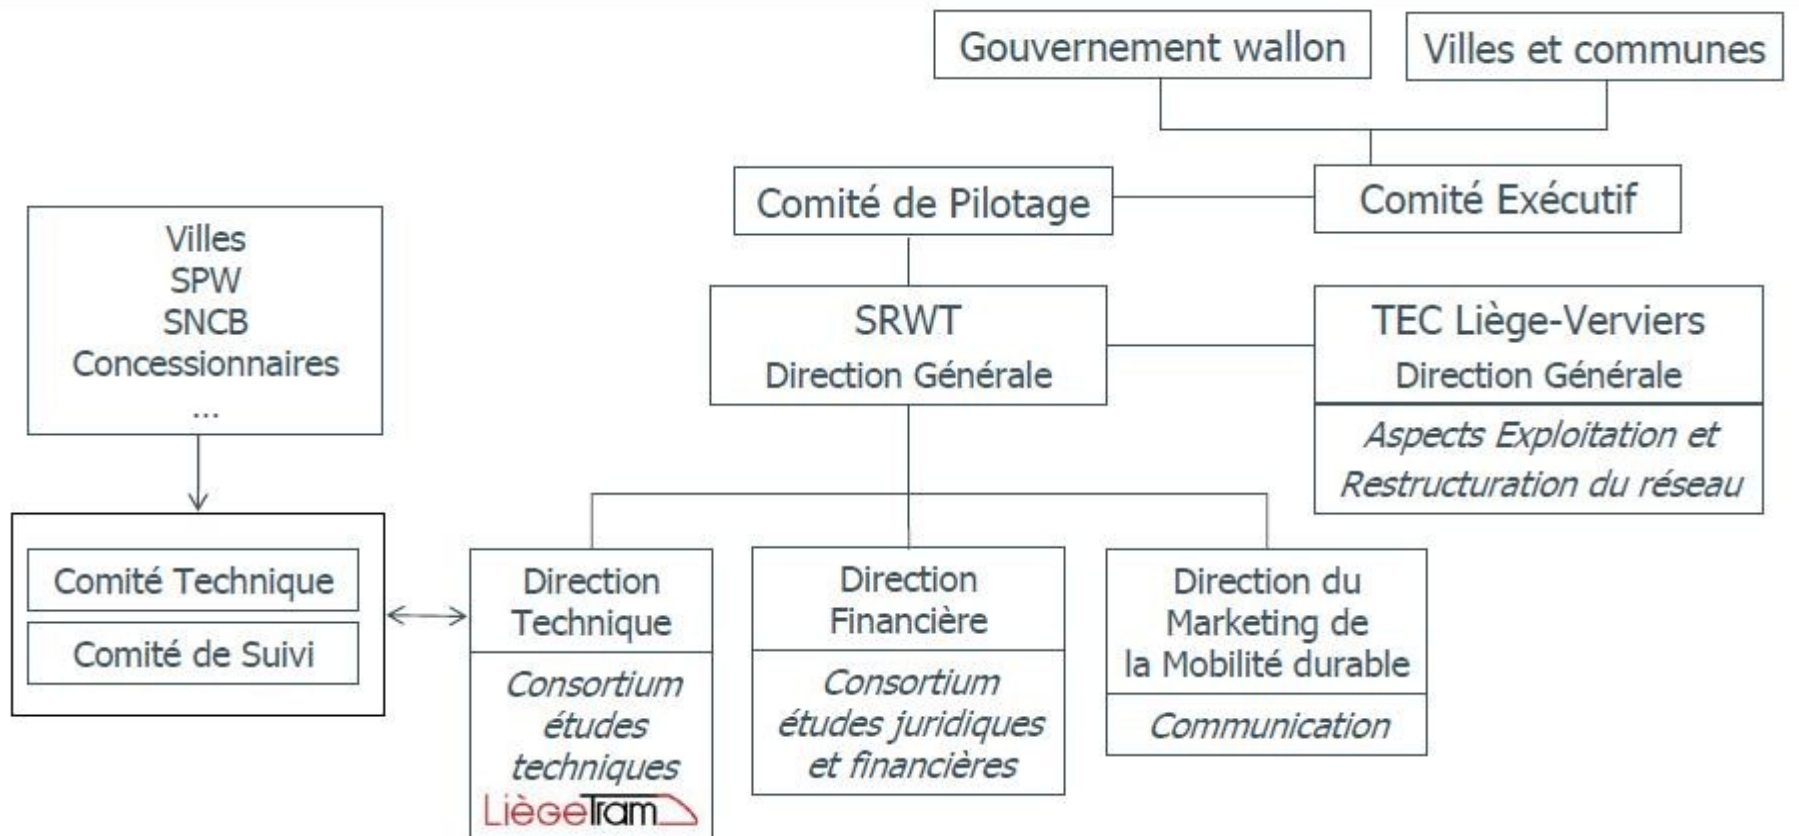 Gouvernement wallon
Villes et communes
Comité de Pilotage
Comité Exécutif
Villes
SPW
SNCB
Concessionnaires
...
SRWT
Direction Générale
TEC Liège-Verviers
Direction Générale
Aspects Exploitation et
Restructuration du réseau
Comité Technique
Comité de Suivi
Direction
Technique
Consortium
études
techniques
LiègeTram
Direction
Financière
Consortium
études juridiques
et financières
Direction du
Marketing de
la Mobilité durable
Communication